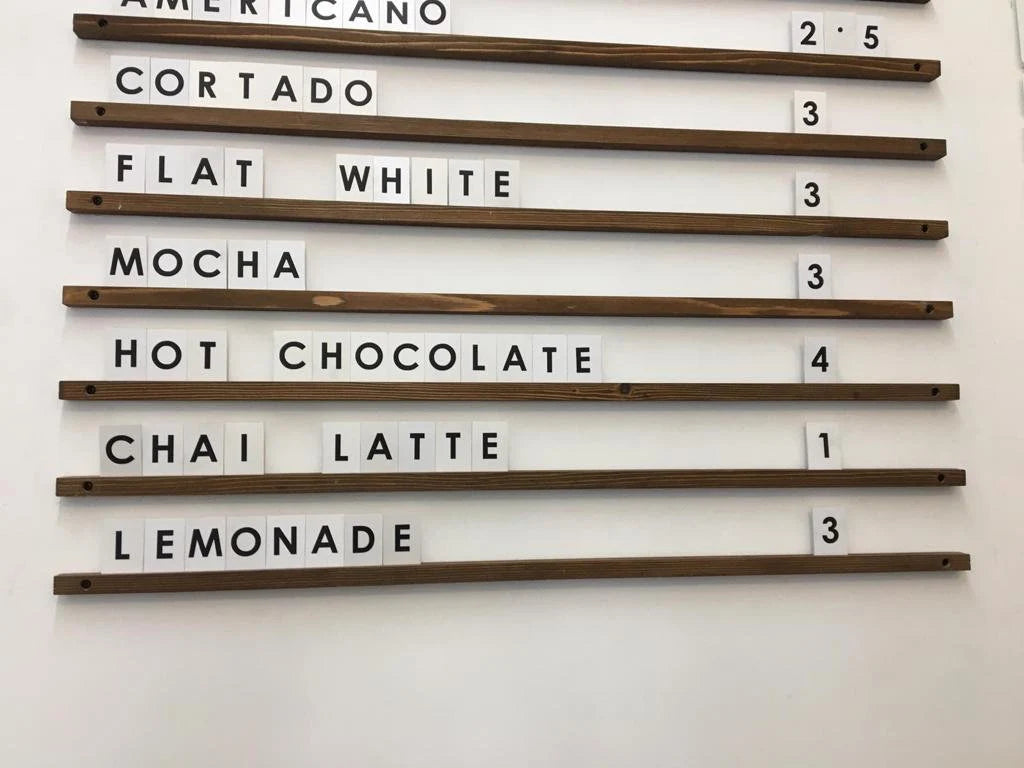 AMERICANO 2.5
CORTADO 3
FLAT WHITE 3
MOCHA 3
HOT CHOCOLATE 4
CHAI LATTE 1
LEMONADE 3